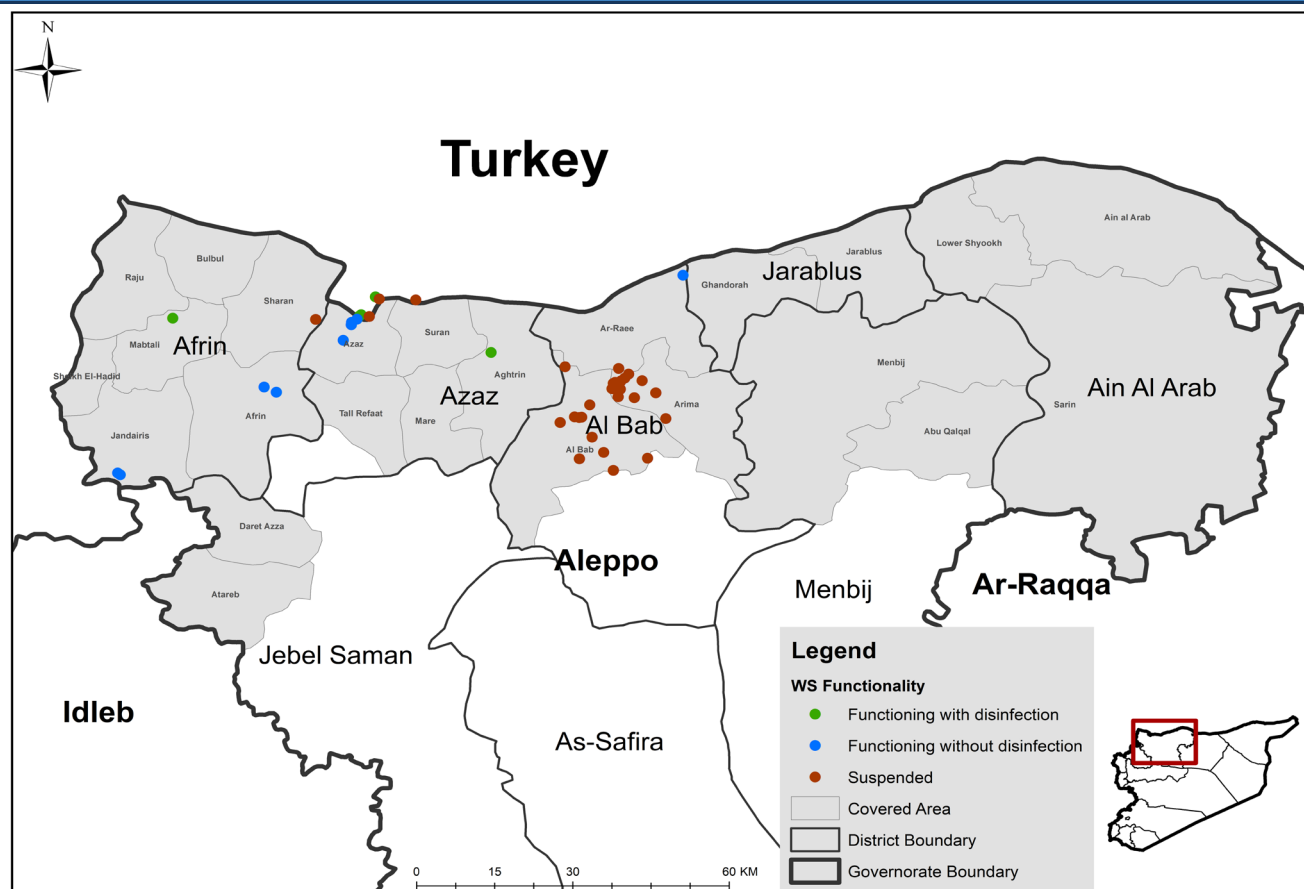 N
Turkey
Ain al Arab
Lower Shyookh
Jarablus
Bulbul
Jarablus
Raju
Ghandorah
Sharan
Ar-Raee
Suran
Azaz
Mabtali
Afrin
Menbij
Sheikh El-Hadid
Aghtrin
Ain Al Arab
Azaz
Arima
Sarin
Tall Refaat
Afrin
Mare
Al Bab
Abu Qalqal
Jandairis
Al Bab
Daret Azza
Aleppo
Ar-Raqqa
Menbij
Atareb
Jebel Saman
Idleb
As-Safira
Legend
WS Functionality
Functioning with disinfection
Functioning without disinfection
Suspended
Covered Area
District Boundary
Governorate Boundary
0 15 30 60 KM